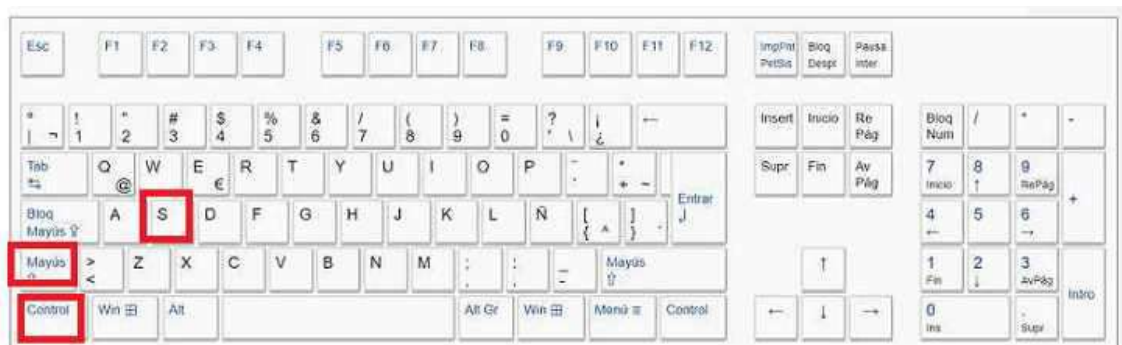 Esc F1 F2 F3 F4 F5 F6 F7 F8 F9 F10 F11 F12 ImpPnt Bloq Pausa
PetSis Despl Inter
° ! " # $ % & / ( ) = ? ¡ ← Insert Inicio Re Bloq / * -
| ¬ 1 2 3 4 5 6 7 8 9 0 ' \ ¿ Pág Num
Tab Q W E R T Y U I O P ¨ * Supr Fin Av 7 8 9
⇆ @ € ´ + ~ Entrar Pág Inicio ↑ RePág +
Bloq A S D F G H J K L Ñ [ ] ┘ 4 5 6
Mayús ⇧ { ^ } ← →
Mayús > Z X C V B N M ; : _ Mayús ↑ 1 2 3
⇧ < , . - ⇧ Fin ↓ AvPág Intro
Control Win ⊞ Alt Alt Gr Win ⊞ Menú ≡ Control ← ↓ → 0 .
Ins Supr